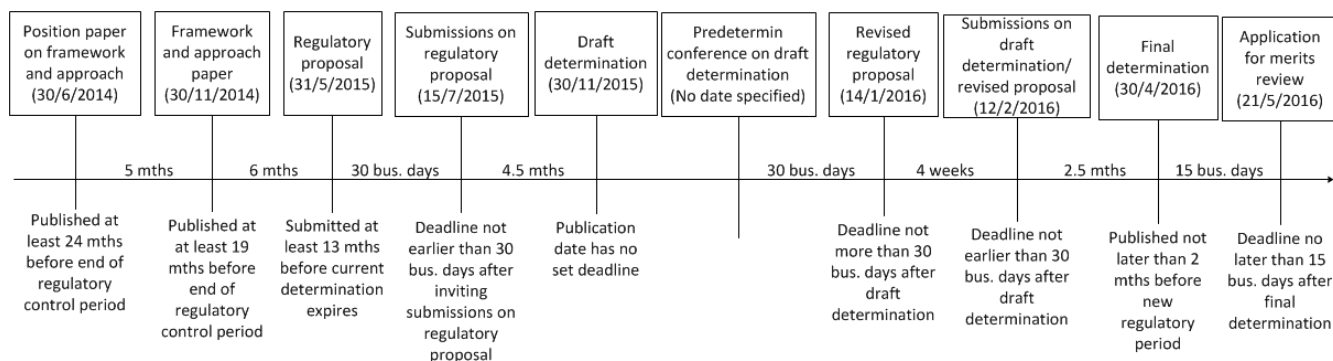 Position paper
on framework
and approach
(30/6/2014)
Framework
and approach
paper
(30/11/2014)
Regulatory
proposal
(31/5/2015)
Submissions on
regulatory
proposal
(15/7/2015)
Draft
determination
(30/11/2015)
Predetermin
conference on draft
determination
(No date specified)
Revised
regulatory
proposal
(14/1/2016)
Submissions on
draft
determination/
revised proposal
(12/2/2016)
Final
determination
(30/4/2016)
Application
for merits
review
(21/5/2016)
5 mths
6 mths
30 bus. days
4.5 mths
30 bus. days
4 weeks
2.5 mths
15 bus. days
Published at
least 24 mths
before end of
regulatory
control period
Published at
at least 19
mths before
end of
regulatory
control period
Submitted at
least 13 mths
before current
determination
expires
Deadline not
earlier than 30
bus. days after
inviting
submissions on
regulatory
proposal
Publication
date has no
set deadline
Deadline not
more than 30
bus. days after
draft
determination
Deadline not
earlier than 30
bus. days after
draft
determination
Published not
later than 2
mths before
new
regulatory
period
Deadline no
later than 15
bus. days after
final
determination